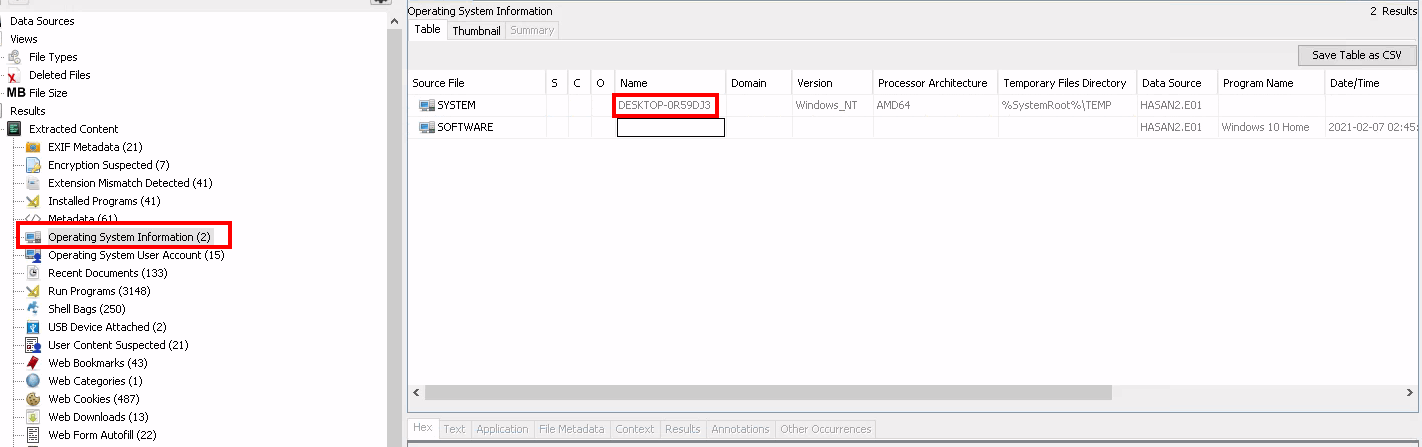 Data Sources
Views
File Types
Deleted Files
MB File Size
Results
Extracted Content
EXIF Metadata (21)
Encryption Suspected (7)
Extension Mismatch Detected (41)
Installed Programs (41)
Metadata (61)
Operating System Information (2)
Operating System User Account (15)
Recent Documents (133)
Run Programs (3148)
Shell Bags (250)
USB Device Attached (2)
User Content Suspected (21)
Web Bookmarks (43)
Web Categories (1)
Web Cookies (487)
Web Downloads (13)
Web Form Autofill (22)
Operating System Information 2 Results
Table Thumbnail Summary
Save Table as CSV
Source File S C O Name Domain Version Processor Architecture Temporary Files Directory Data Source Program Name Date/Time
SYSTEM DESKTOP-0R59DJ3 Windows_NT AMD64 %SystemRoot%\TEMP HASAN2.E01
SOFTWARE HASAN2.E01 Windows 10 Home 2021-02-07 02:45:
Hex Text Application File Metadata Context Results Annotations Other Occurrences